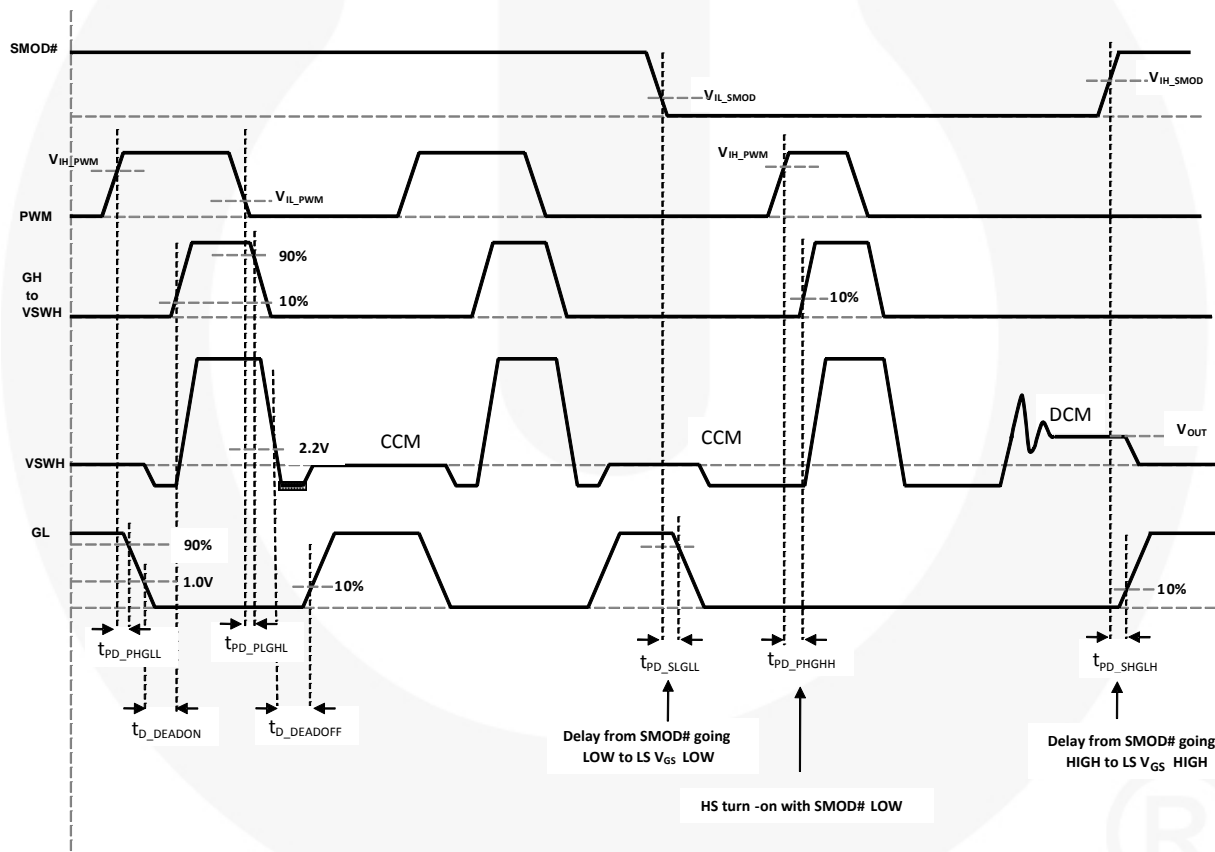 SMOD#
V_IL_SMOD
V_IH_SMOD
V_IH_PWM
V_IL_PWM
V_IH_PWM
PWM
90%
10%
10%
GH
to
VSWH
2.2V
CCM
CCM
DCM
V_OUT
VSWH
GL
90%
1.0V
10%
10%
t_PD_PHGLL
t_PD_PLGHL
t_PD_SLGLL
t_PD_PHGHH
t_PD_SHGLH
t_D_DEADON
t_D_DEADOFF
Delay from SMOD# going
LOW to LS V_GS LOW
Delay from SMOD# going
HIGH to LS V_GS HIGH
HS turn -on with SMOD# LOW
®